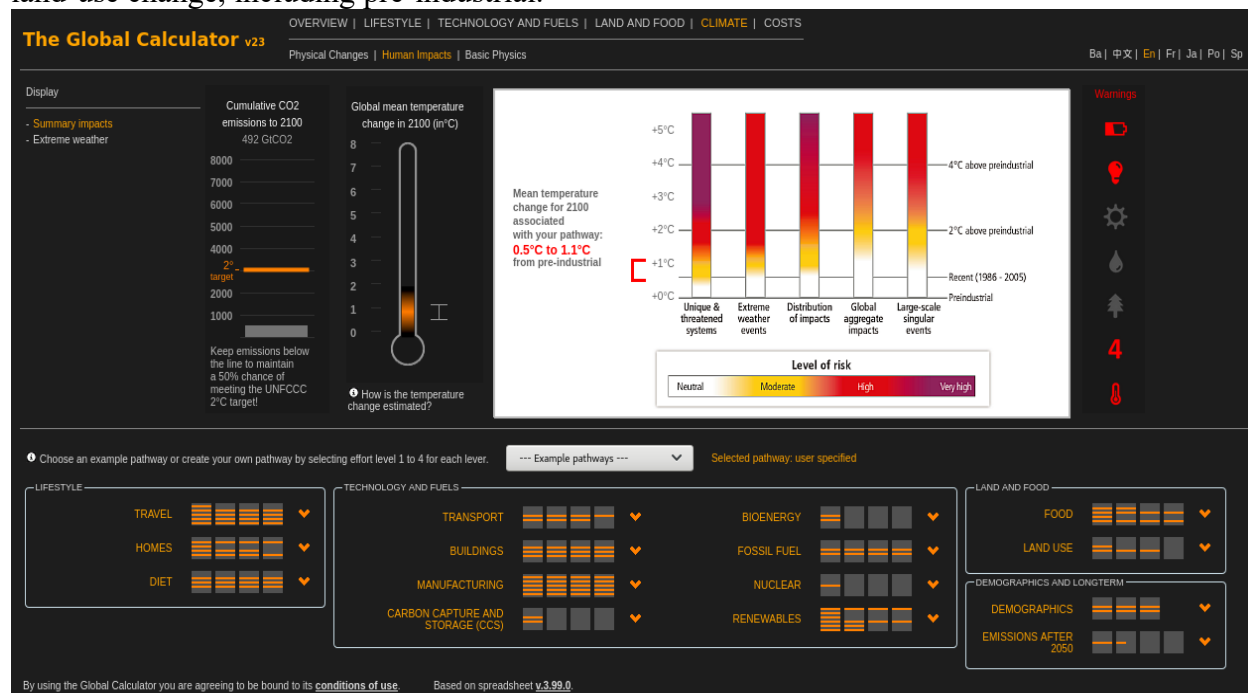 land-use change, including pre-industrial.
The Global Calculator v23
OVERVIEW | LIFESTYLE | TECHNOLOGY AND FUELS | LAND AND FOOD | CLIMATE | COSTS
Physical Changes | Human Impacts | Basic Physics
Ba| 中文| En| Fr| Ja| Po| Sp
Display
- Summary impacts
- Extreme weather
Cumulative CO2
emissions to 2100
492 GtCO2
8000
7000
6000
5000
4000
2°
target
2000
1000
Keep emissions below
the line to maintain
a 50% chance of
meeting the UNFCCC
2°C target!
Global mean temperature
change in 2100 (in°C)
8
7
6
5
4
3
2
1
0
How is the temperature
change estimated?
Mean temperature
change for 2100
associated
with your pathway:
0.5°C to 1.1°C
from pre-industrial
+5°C
+4°C
+3°C
+2°C
+1°C
+0°C
4°C above preindustrial
2°C above preindustrial
Recent (1986 - 2005)
Preindustrial
Unique &
threatened
systems
Extreme
weather
events
Distribution
of impacts
Global
aggregate
impacts
Large-scale
singular
events
Level of risk
Neutral Moderate High Very high
Warnings
4
Choose an example pathway or create your own pathway by selecting effort level 1 to 4 for each lever.
--- Example pathways ---
Selected pathway: user specified
LIFESTYLE
TRAVEL
HOMES
DIET
TECHNOLOGY AND FUELS
TRANSPORT
BUILDINGS
MANUFACTURING
CARBON CAPTURE AND
STORAGE (CCS)
BIOENERGY
FOSSIL FUEL
NUCLEAR
RENEWABLES
LAND AND FOOD
FOOD
LAND USE
DEMOGRAPHICS AND LONGTERM
DEMOGRAPHICS
EMISSIONS AFTER
2050
By using the Global Calculator you are agreeing to be bound to its conditions of use.
Based on spreadsheet v.3.99.0.